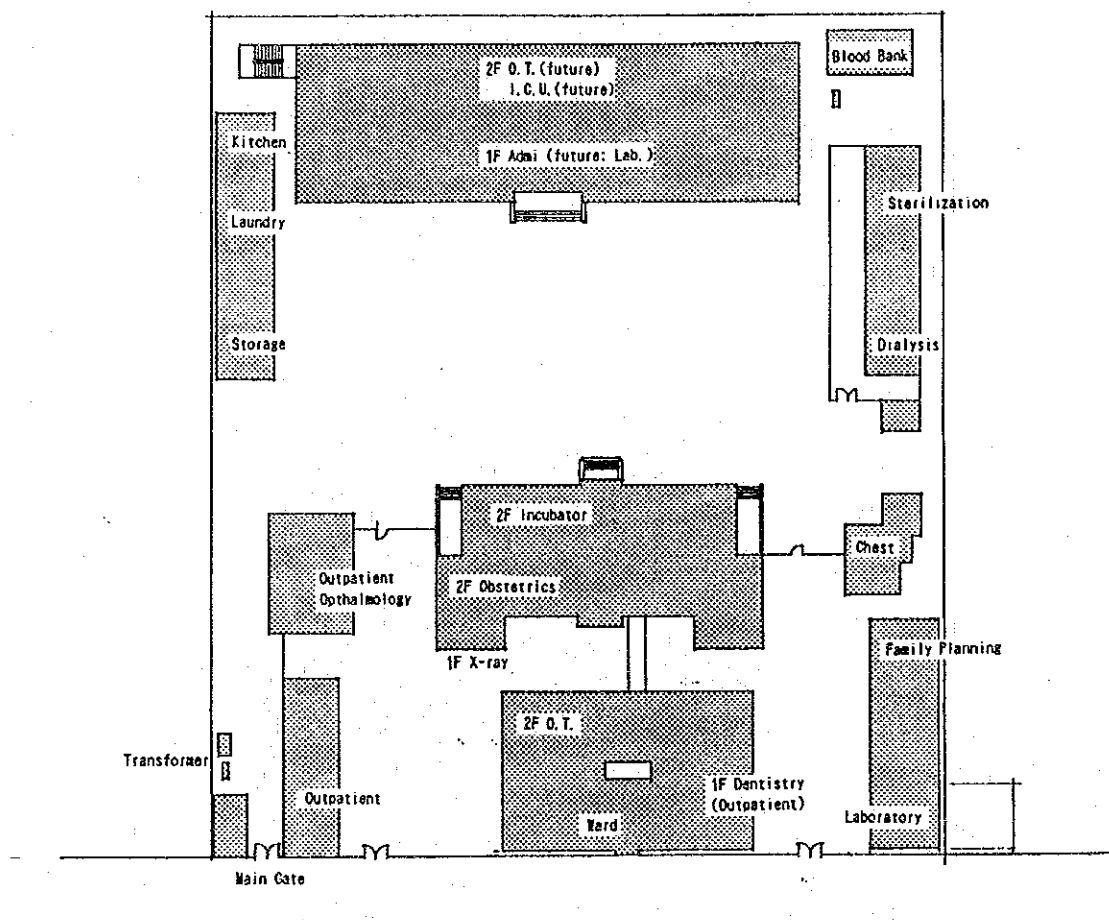 Blood Bank
2F O.T. (future)
I.C.U. (future)
Kitchen
1F Admi (future: Lab.)
Laundry
Sterilization
Storage
Dialysis
2F Incubator
Chest
Outpatient
Opthalmology
2F Obstetrics
1F X-ray
Family Planning
2F O.T.
Transformer
1F Dentistry
(Outpatient)
Outpatient
Ward
Laboratory
Main Gate